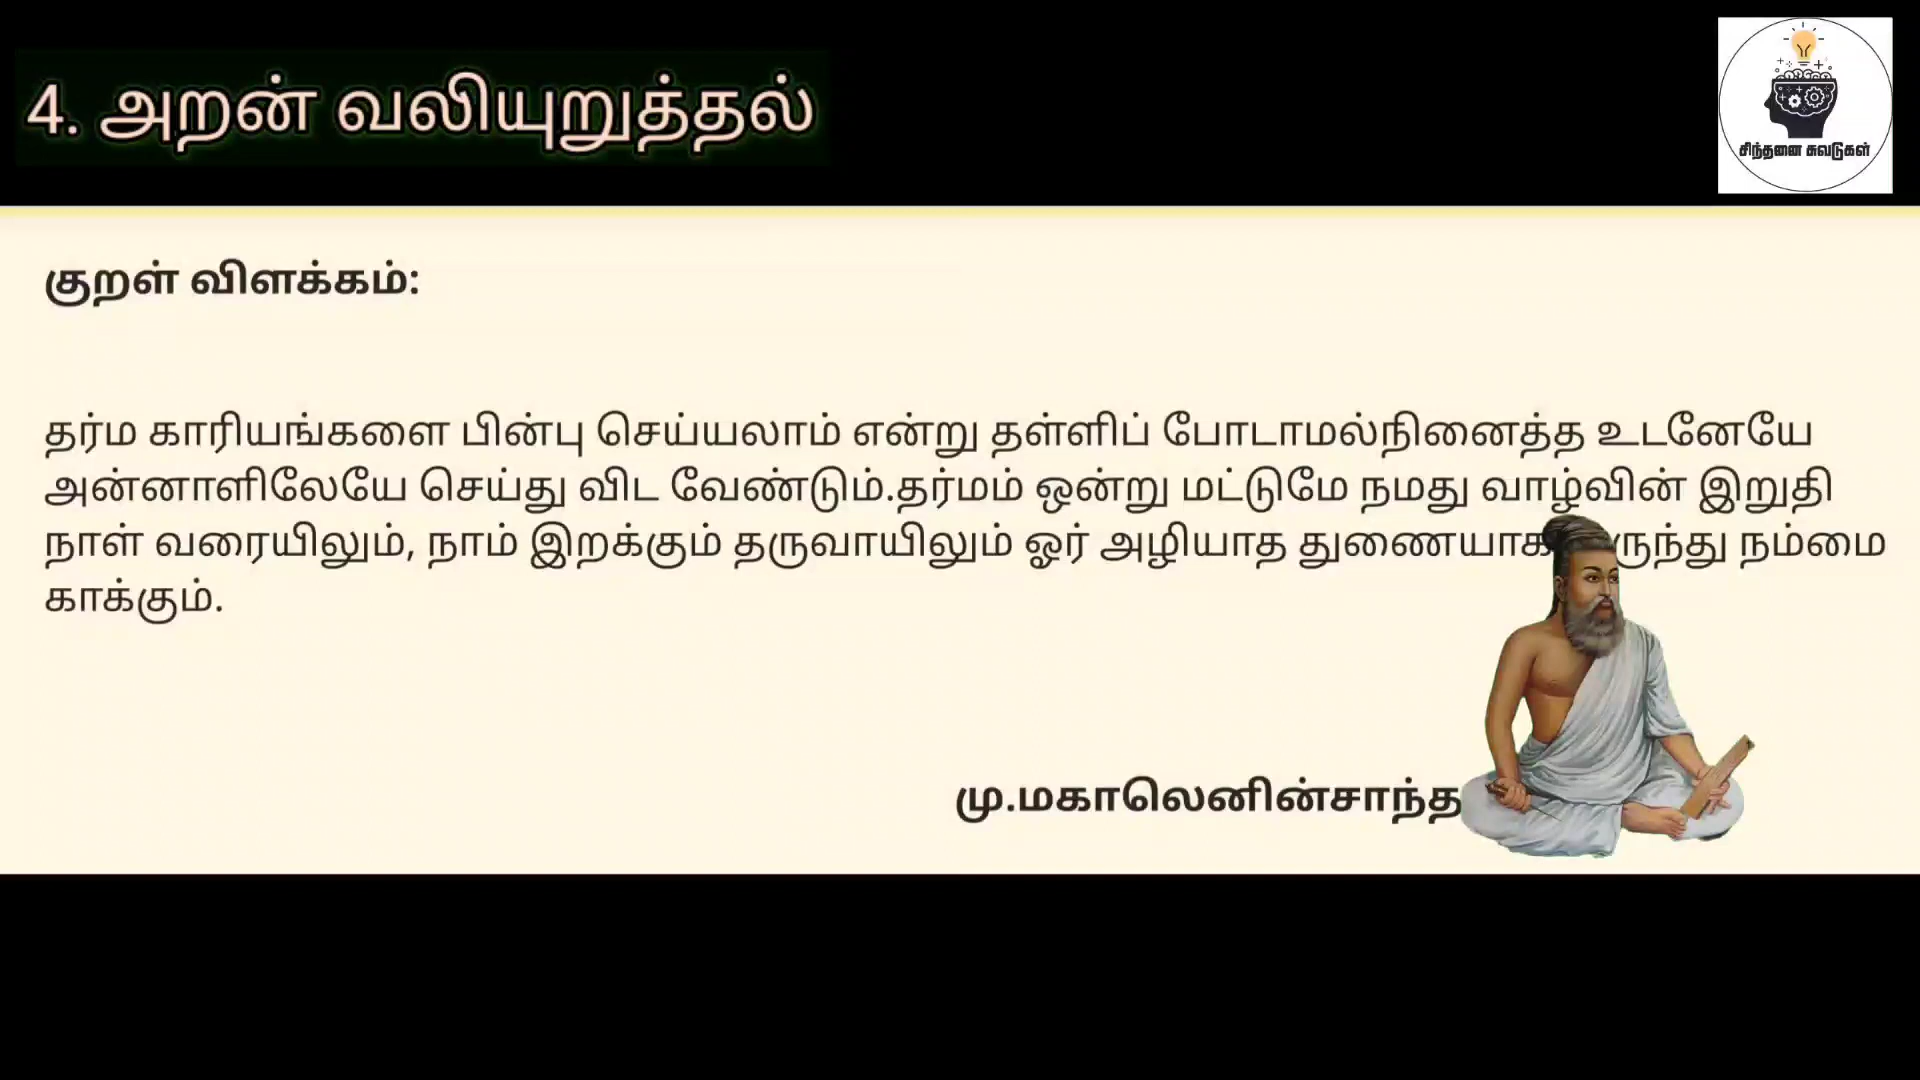 4. அறன் வலியுறுத்தல்
சிந்தனை சுவடுகள்
குறள் விளக்கம்:
தர்ம காரியங்களை பின்பு செய்யலாம் என்று தள்ளிப் போடாமல்நினைத்த உடனேயே
அன்னாளிலேயே செய்து விட வேண்டும்.தர்மம் ஒன்று மட்டுமே நமது வாழ்வின் இறுதி
நாள் வரையிலும், நாம் இறக்கும் தருவாயிலும் ஓர் அழியாத நம்மை
காக்கும்.